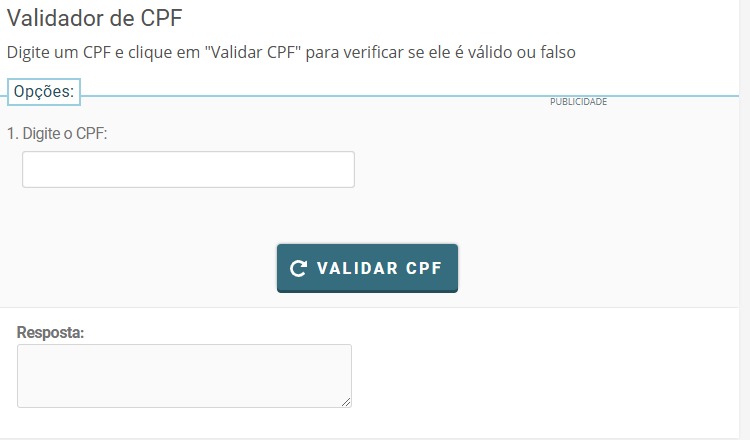 Validador de CPF
Digite um CPF e clique em "Validar CPF" para verificar se ele é válido ou falso
Opções:
PUBLICIDADE
1. Digite o CPF:
VALIDAR CPF
Resposta: